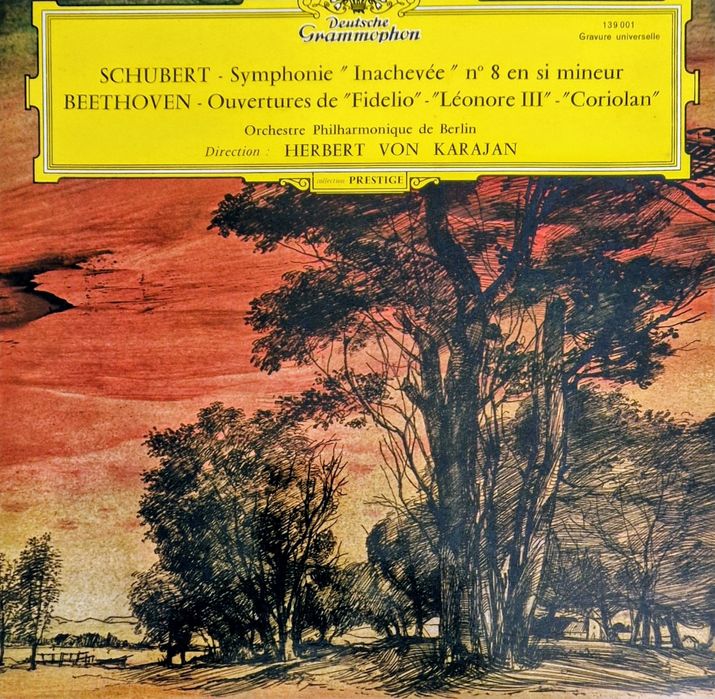 Deutsche
Grammophon
139 001
Gravure universelle
SCHUBERT - Symphonie " Inachevée " nº 8 en si mineur
BEETHOVEN - Ouvertures de "Fidelio" - "Léonore III" - "Coriolan"
Orchestre Philharmonique de Berlin
Direction : HERBERT VON KARAJAN
collection PRESTIGE